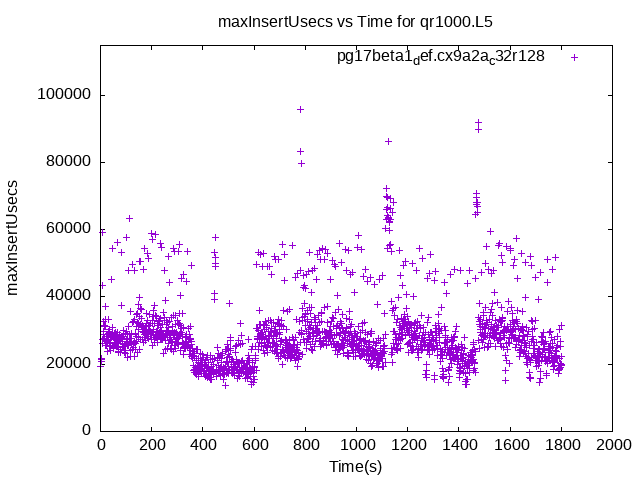 maxInsertUsecs vs Time for qr1000.L5
pg17beta1_def.cx9a2a_c32r128
maxInsertUsecs
100000
80000
60000
40000
20000
0
0 200 400 600 800 1000 1200 1400 1600 1800 2000
Time(s)